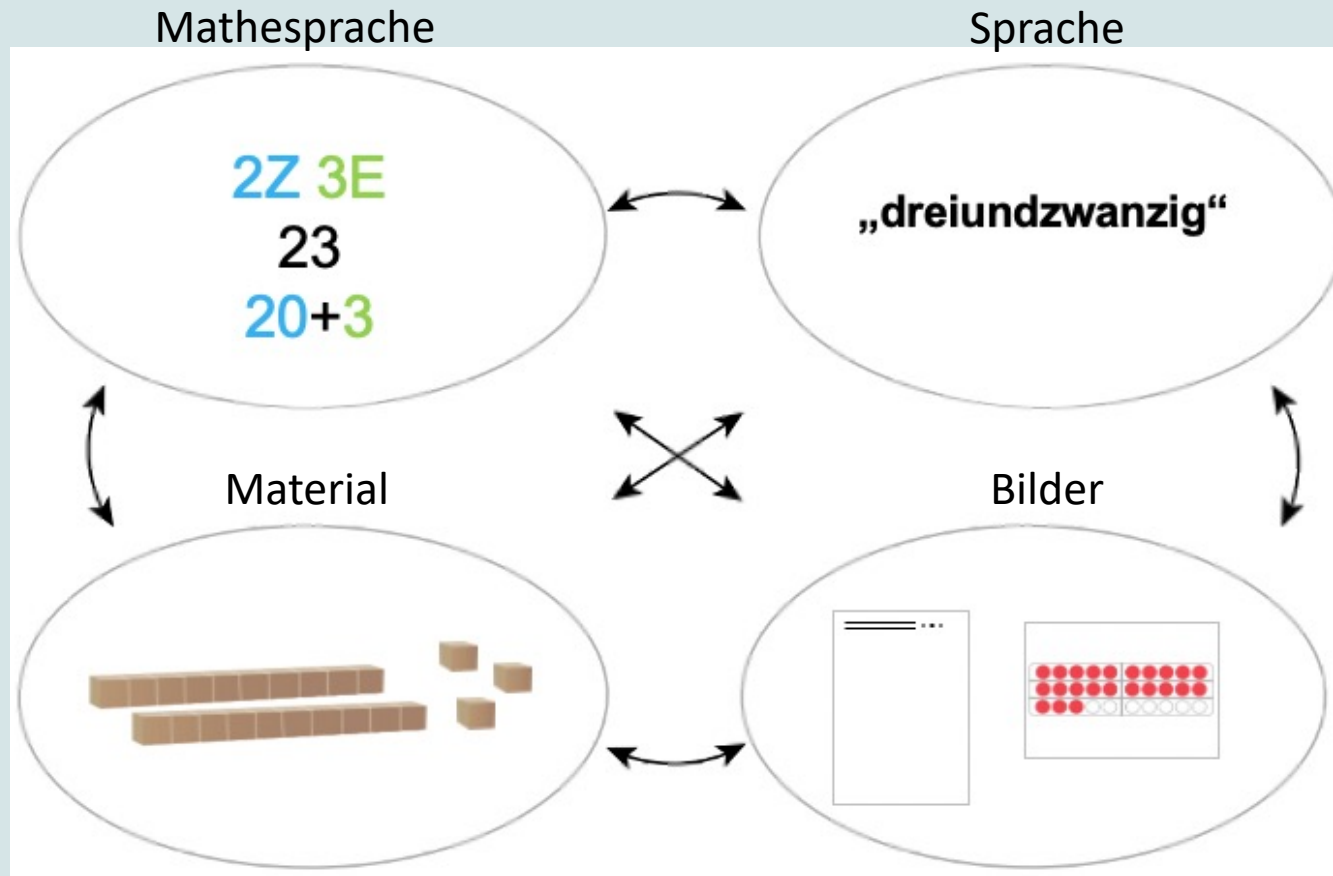 Mathesprache
Sprache
2Z 3E
23
20+3
„dreiundzwanzig“
Material
Bilder